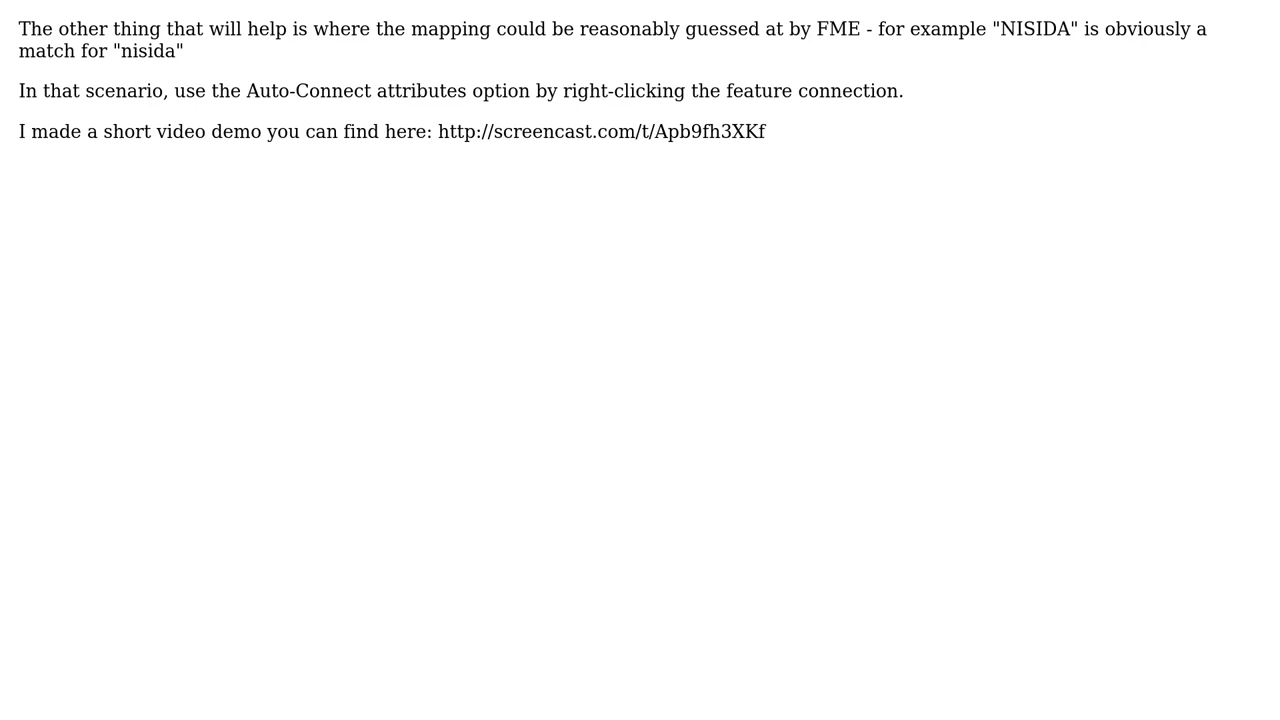 The other thing that will help is where the mapping could be reasonably guessed at by FME - for example "NISIDA" is obviously a
match for "nisida"
In that scenario, use the Auto-Connect attributes option by right-clicking the feature connection.
I made a short video demo you can find here: http://screencast.com/t/Apb9fh3XKf